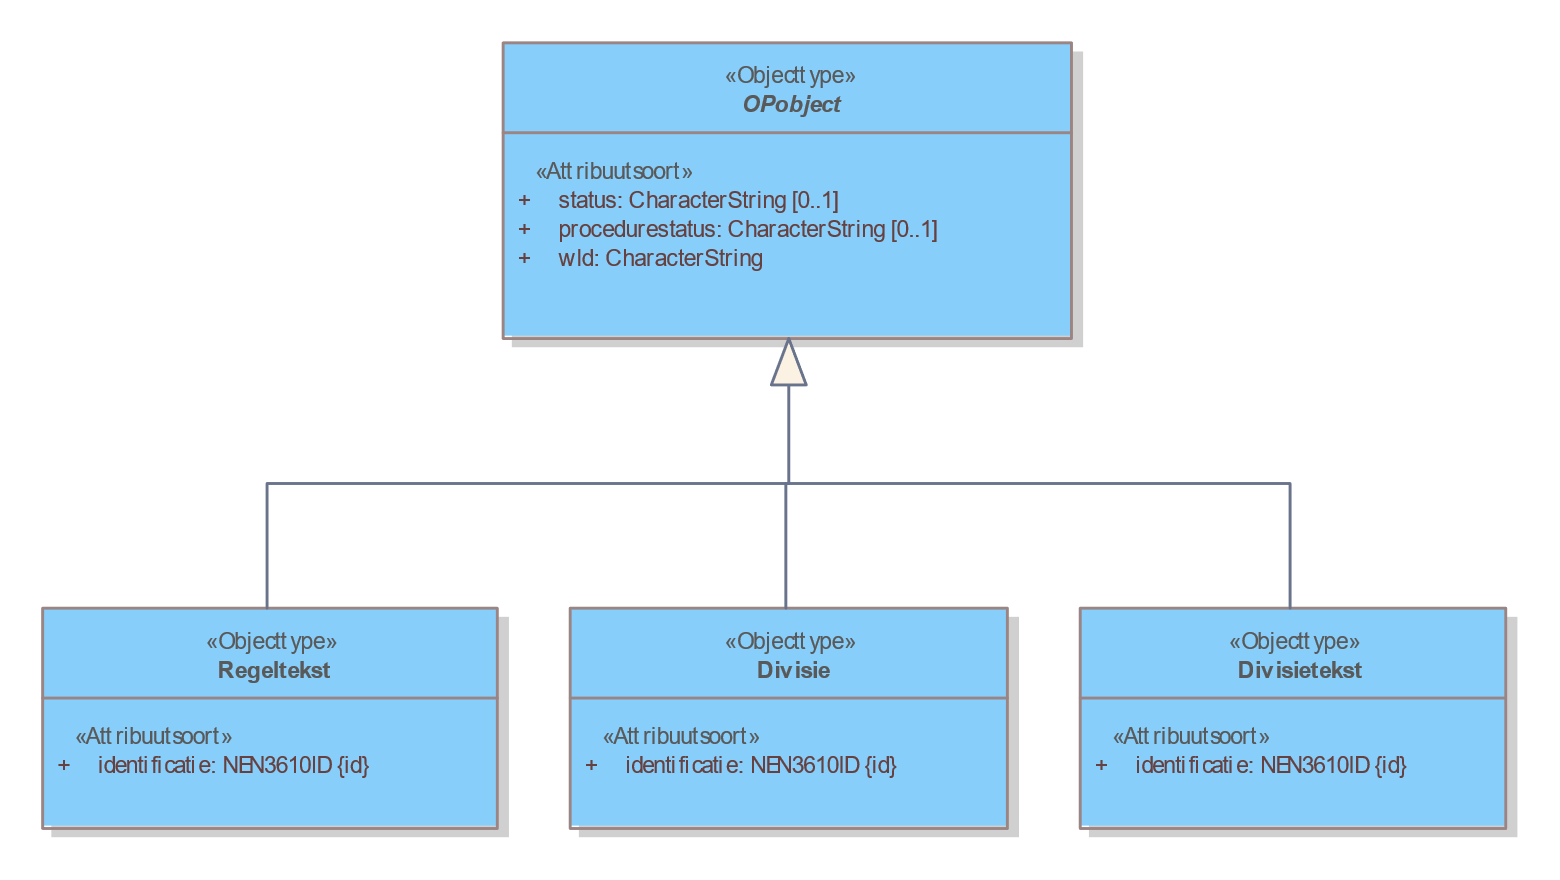 «Objecttype»
OPobject
«Attribuutsoort»
+ status: CharacterString [0..1]
+ procedurestatus: CharacterString [0..1]
+ wId: CharacterString
«Objecttype»
Regeltekst
«Attribuutsoort»
+ identificatie: NEN3610ID {id}
«Objecttype»
Divisie
«Attribuutsoort»
+ identificatie: NEN3610ID {id}
«Objecttype»
Divisietekst
«Attribuutsoort»
+ identificatie: NEN3610ID {id}